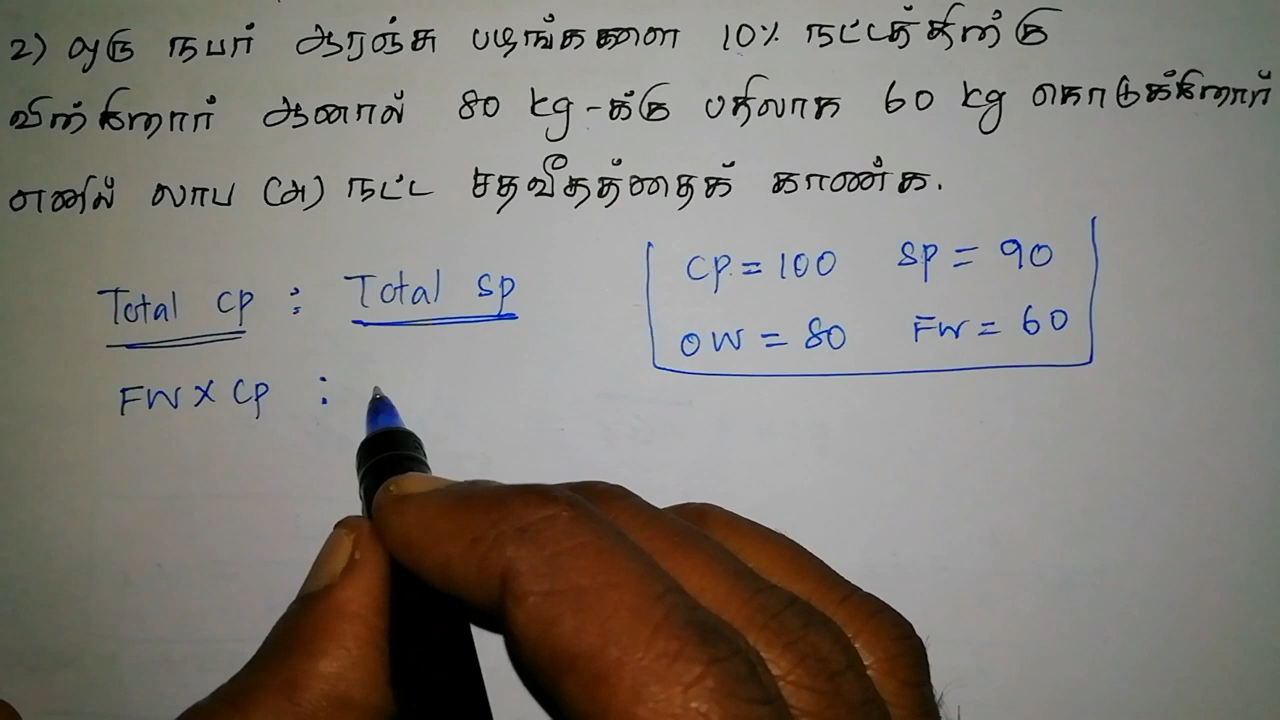 2) ஒரு நபர் ஆரஞ்சு பழங்களை 10% நட்டத்திற்கு
விற்கிறார் ஆனால் 80 kg-க்கு பதிலாக 60 kg கொடுக்கிறார்
எனில் லாப (அ) நட்ட சதவீதத்தைக் காண்க.
Total CP : Total SP
CP = 100 SP = 90
OW = 80 FW = 60
FW X CP :